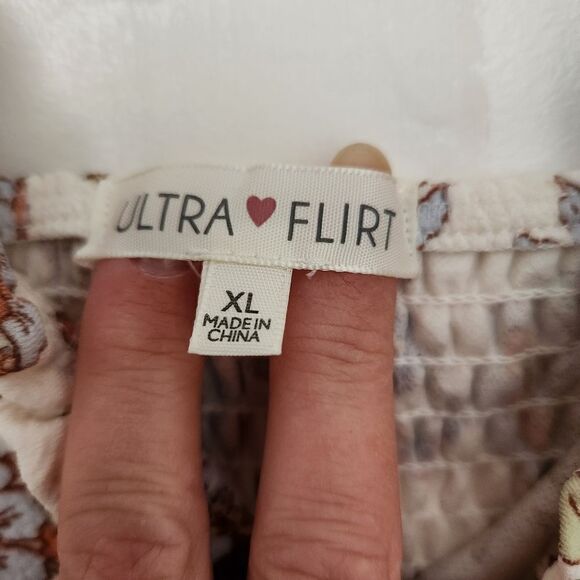 ULTRA ♥ FLIRT
XL
MADE IN
CHINA